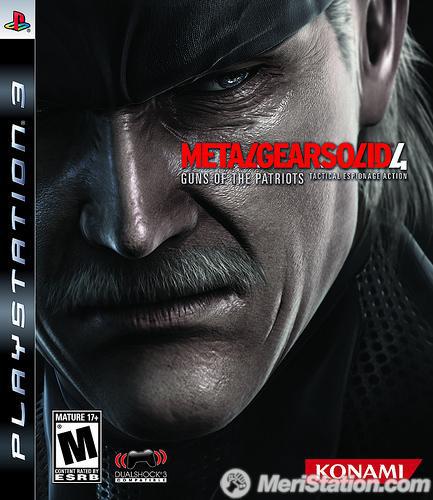 PLAYSTATION 3
METAL GEAR SOLID 4
GUNS OF THE PATRIOTS TACTICAL ESPIONAGE ACTION
MATURE 17+
M
®
CONTENT RATED BY
ESRB
DUALSHOCK®3
COMPATIBLE
KONAMI
MeriStation.com